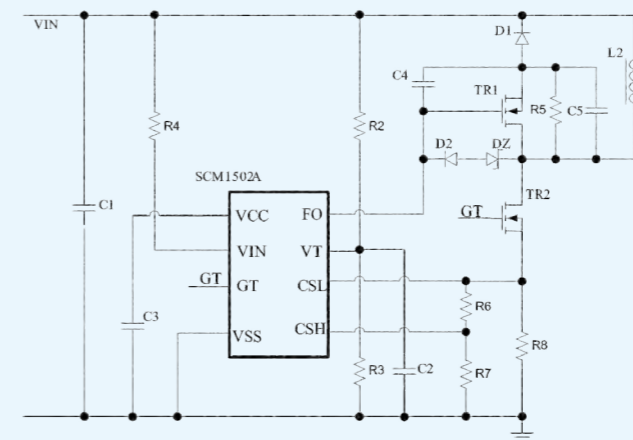 VIN
D1
L2
C4
TR1
R5
C5
R4
R2
D2
DZ
SCM1502A
TR2
C1
VCC
FO
GT
VIN
VT
GT
GT
CSL
R6
C3
CSH
VSS
R8
R3
C2
R7